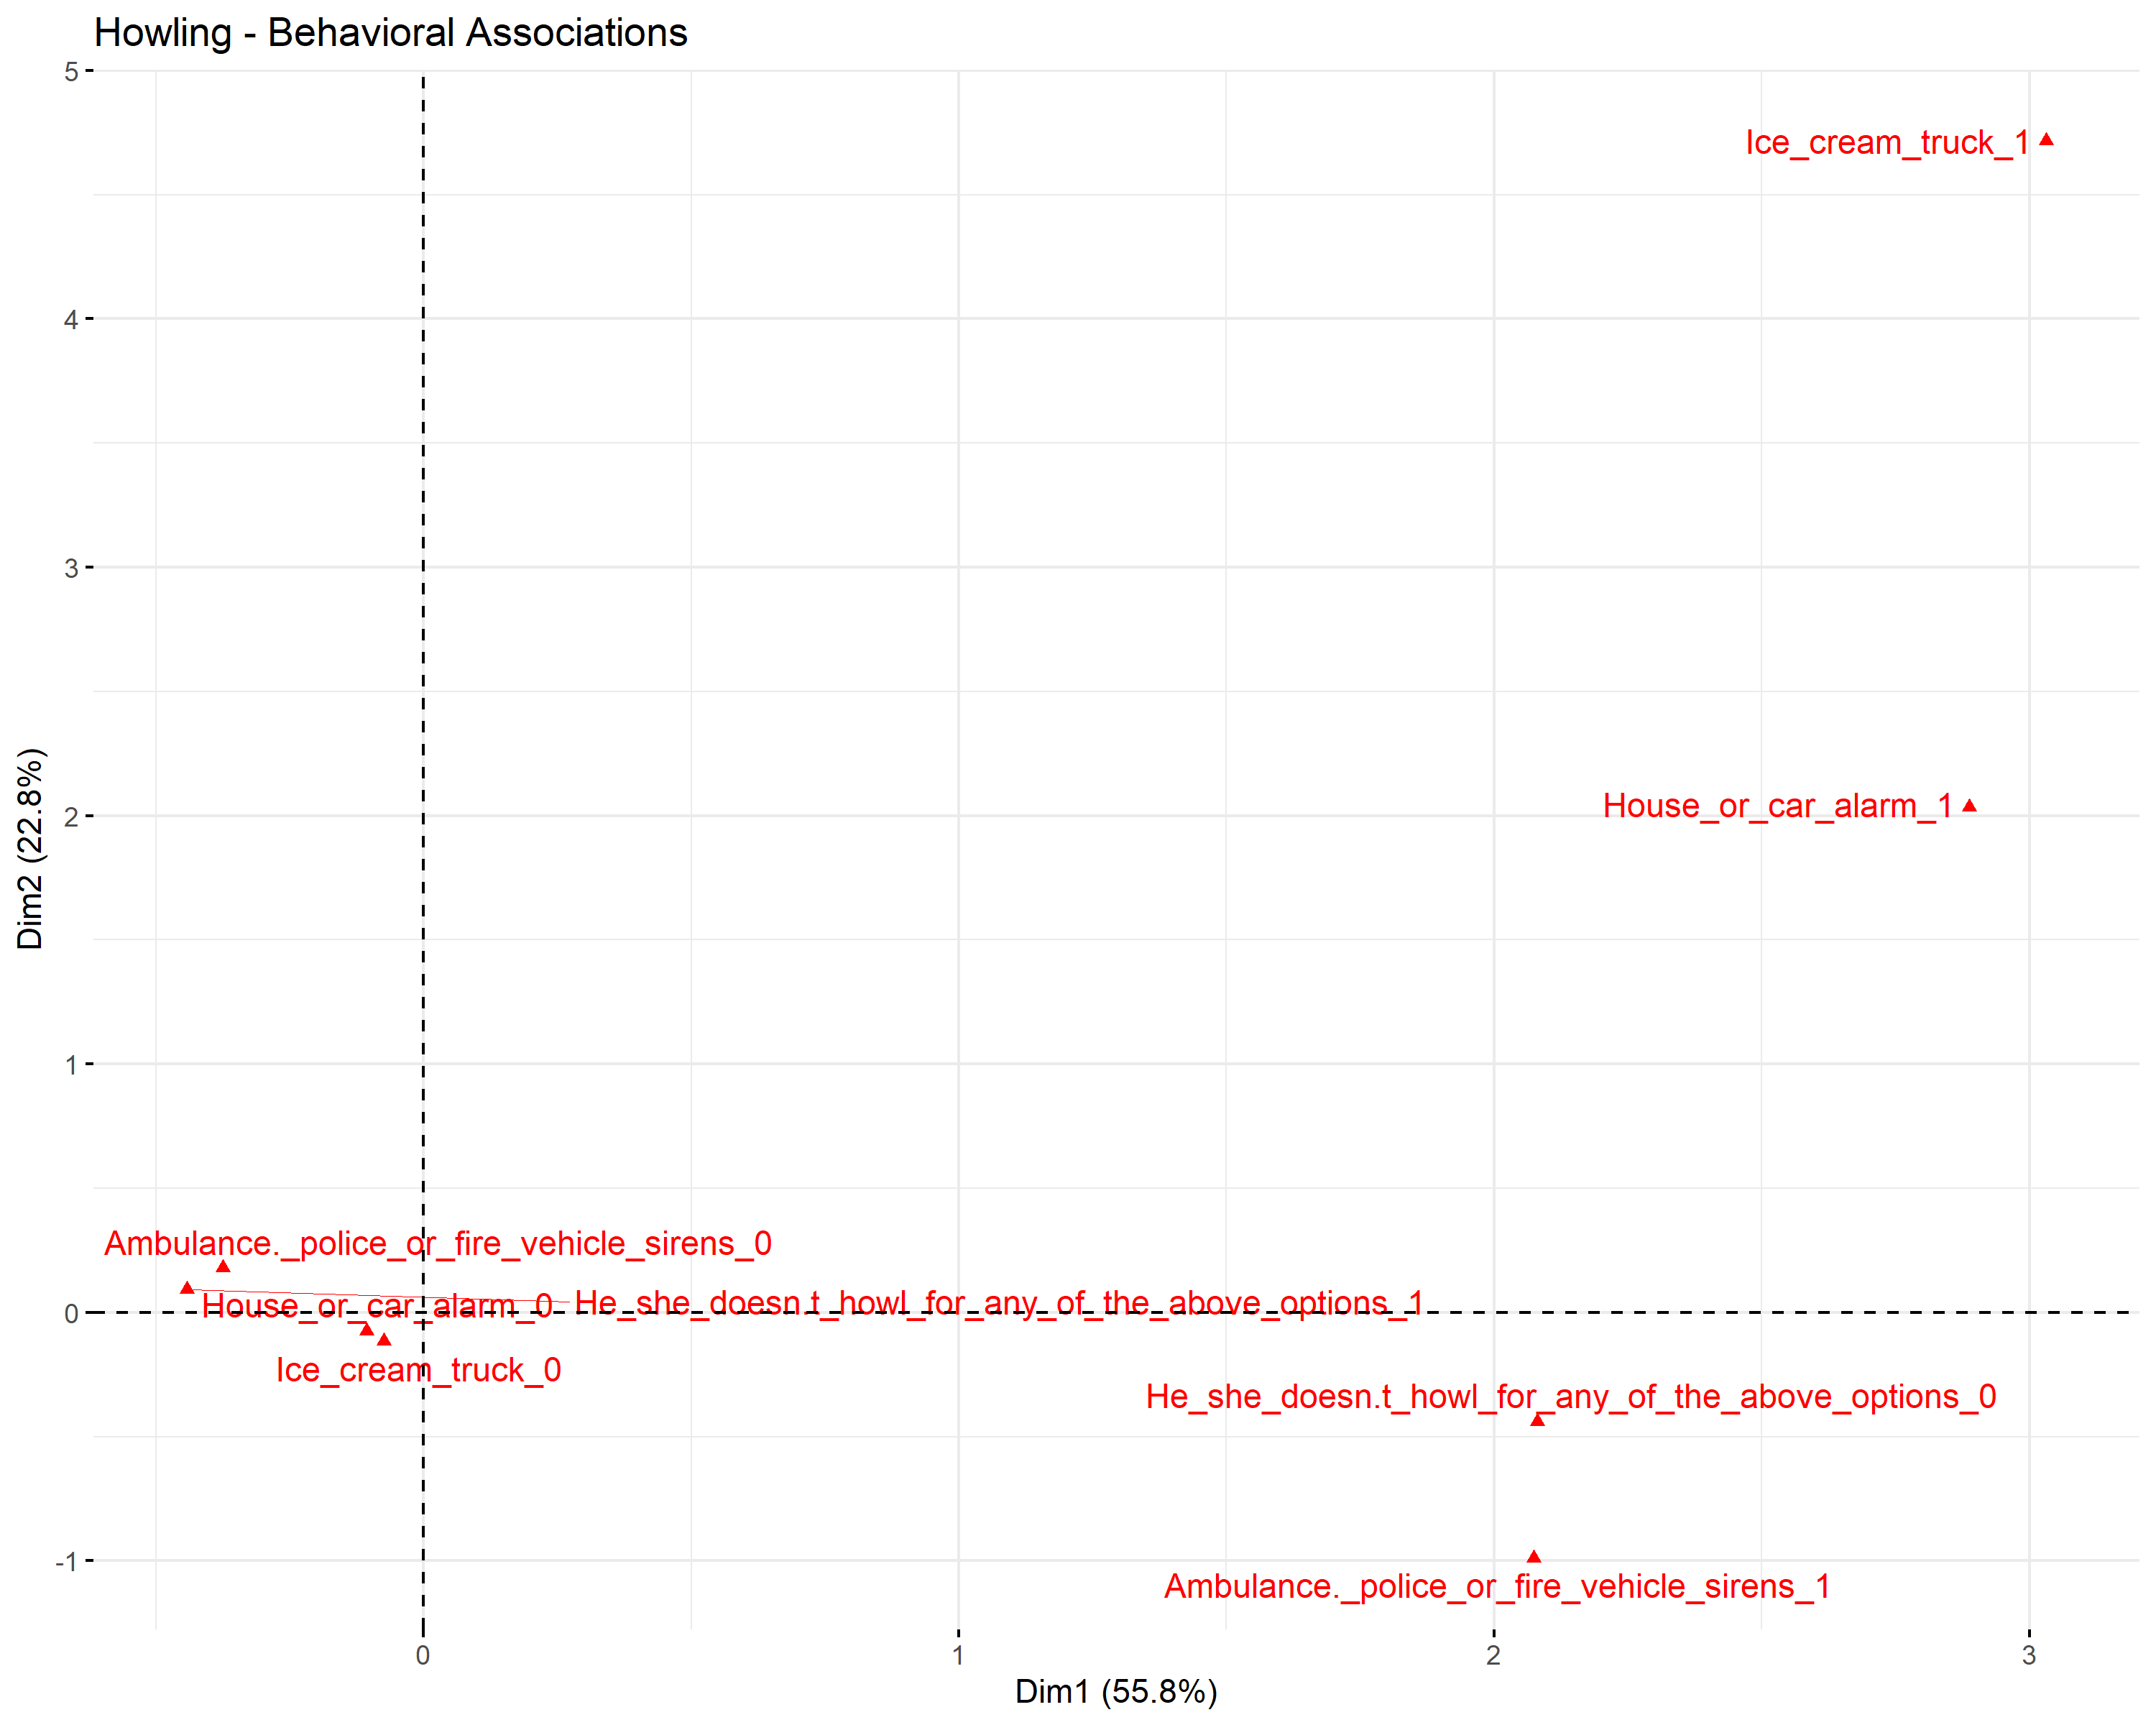 Howling - Behavioral Associations
5
Ice_cream_truck_1
4
3
House_or_car_alarm_1
2
Dim2 (22.8%)
1
Ambulance._police_or_fire_vehicle_sirens_0
House_or_car_alarm_0
He_she_doesn.t_howl_for_any_of_the_above_options_1
0
Ice_cream_truck_0
He_she_doesn.t_howl_for_any_of_the_above_options_0
-1
Ambulance._police_or_fire_vehicle_sirens_1
0 1 2 3
Dim1 (55.8%)